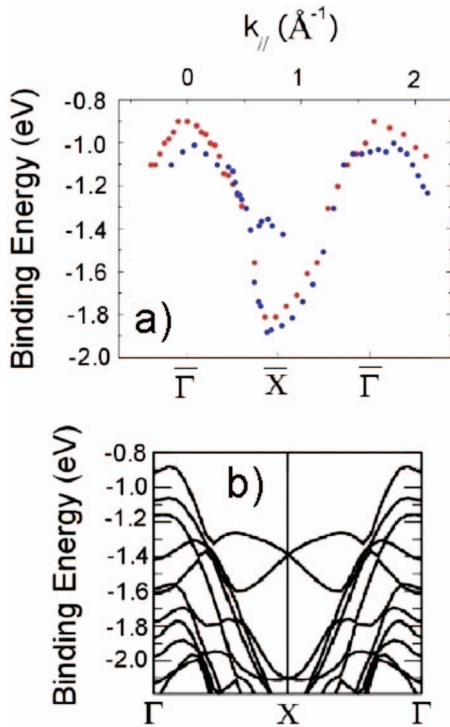 k// (Å⁻¹)
0 1 2
Binding Energy (eV)
-0.8
-1.0
-1.2
-1.4
-1.6
-1.8
-2.0
a)
Γ̅ X̅ Γ̅
Binding Energy (eV)
-0.8
-1.0
-1.2
-1.4
-1.6
-1.8
-2.0
b)
Γ X Γ